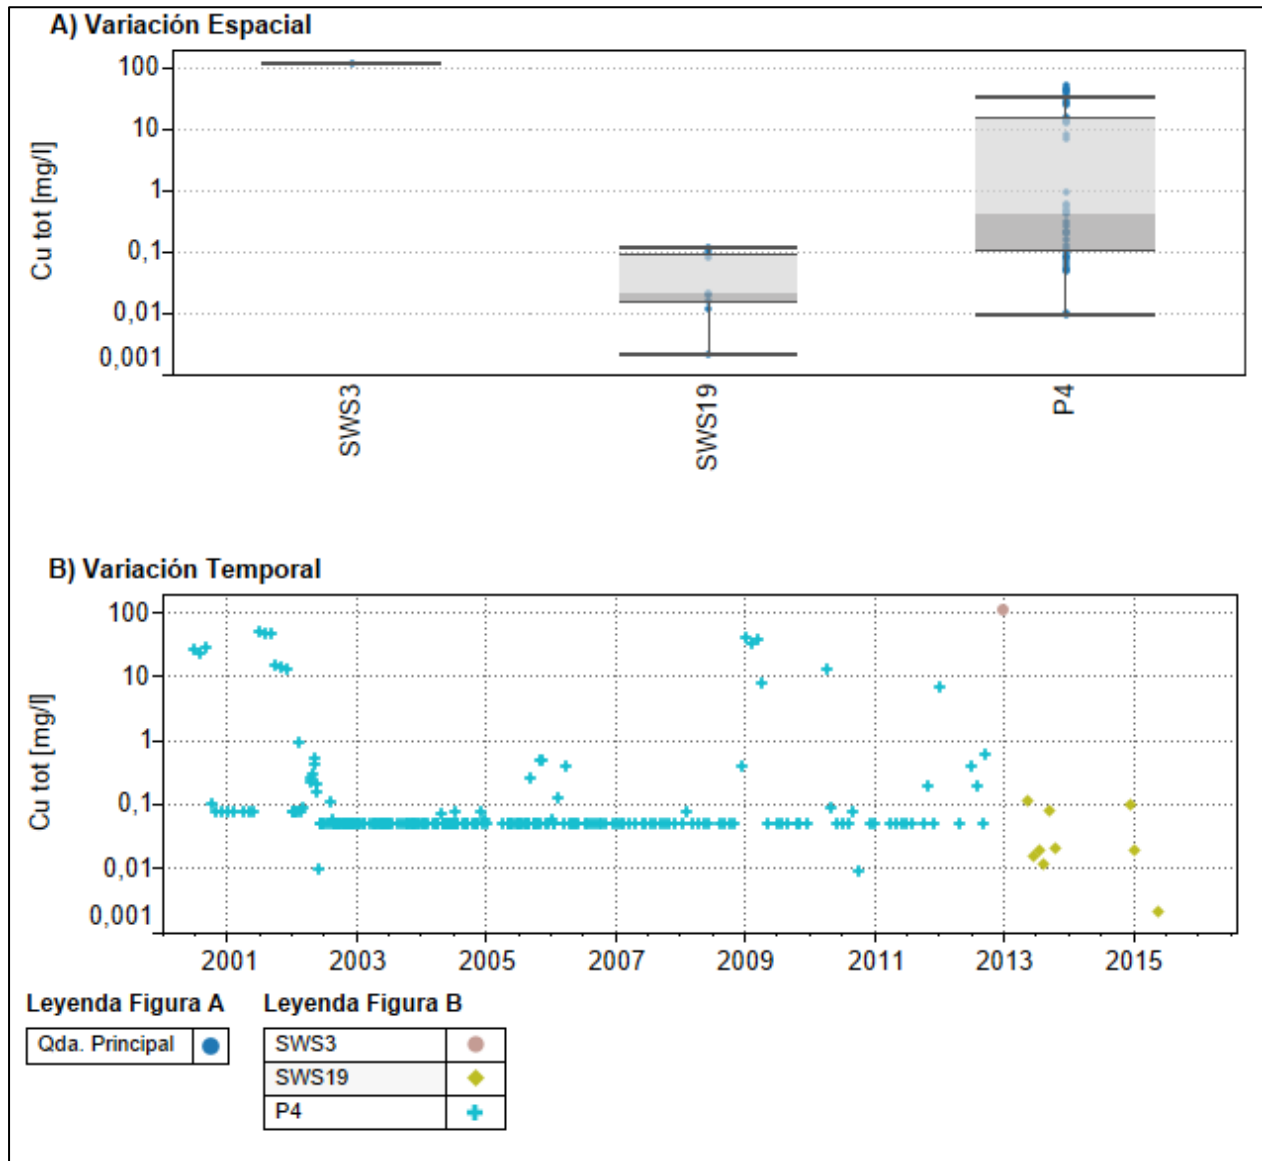 A) Variación Espacial
Cu tot [mg/l]
100
10
1
0,1
0,01
0,001
SWS3
SWS19
P4
B) Variación Temporal
Cu tot [mg/l]
100
10
1
0,1
0,01
0,001
2001 2003 2005 2007 2009 2011 2013 2015
Leyenda Figura A
Qda. Principal
Leyenda Figura B
SWS3
SWS19
P4